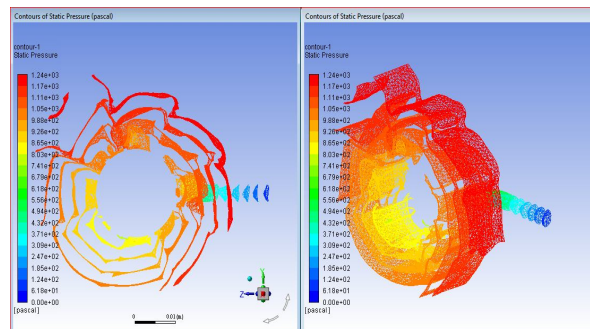 Contours of Static Pressure (pascal)
contour-1
Static Pressure
1.24e+03
1.17e+03
1.11e+03
1.05e+03
9.88e+02
9.26e+02
8.65e+02
8.03e+02
7.41e+02
6.79e+02
6.18e+02
5.56e+02
4.94e+02
4.32e+02
3.71e+02
3.09e+02
2.47e+02
1.85e+02
1.24e+02
6.18e+01
0.00e+00
[pascal]
Y
Z
0
0.01 (m)
Contours of Static Pressure (pascal)
contour-1
Static Pressure
1.24e+03
1.17e+03
1.11e+03
1.05e+03
9.88e+02
9.26e+02
8.65e+02
8.03e+02
7.41e+02
6.79e+02
6.18e+02
5.56e+02
4.94e+02
4.32e+02
3.71e+02
3.09e+02
2.47e+02
1.85e+02
1.24e+02
6.18e+01
0.00e+00
[pascal]